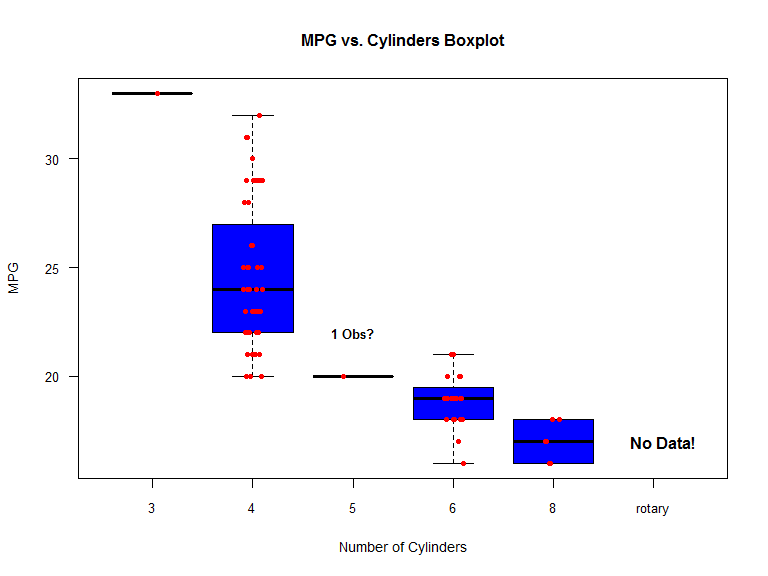 MPG vs. Cylinders Boxplot
MPG
30
25
20
1 Obs?
No Data!
3 4 5 6 8 rotary
Number of Cylinders